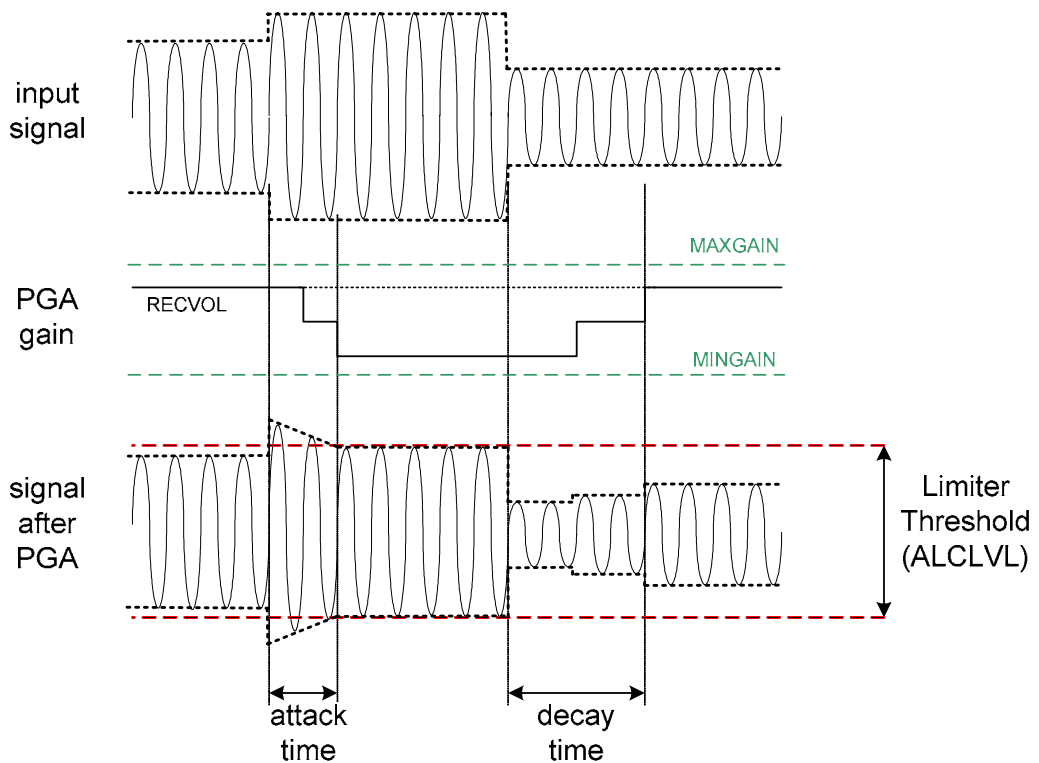 input
signal
MAXGAIN
PGA
gain
RECVOL
MINGAIN
signal
after
PGA
Limiter
Threshold
(ALCLVL)
attack
time
decay
time